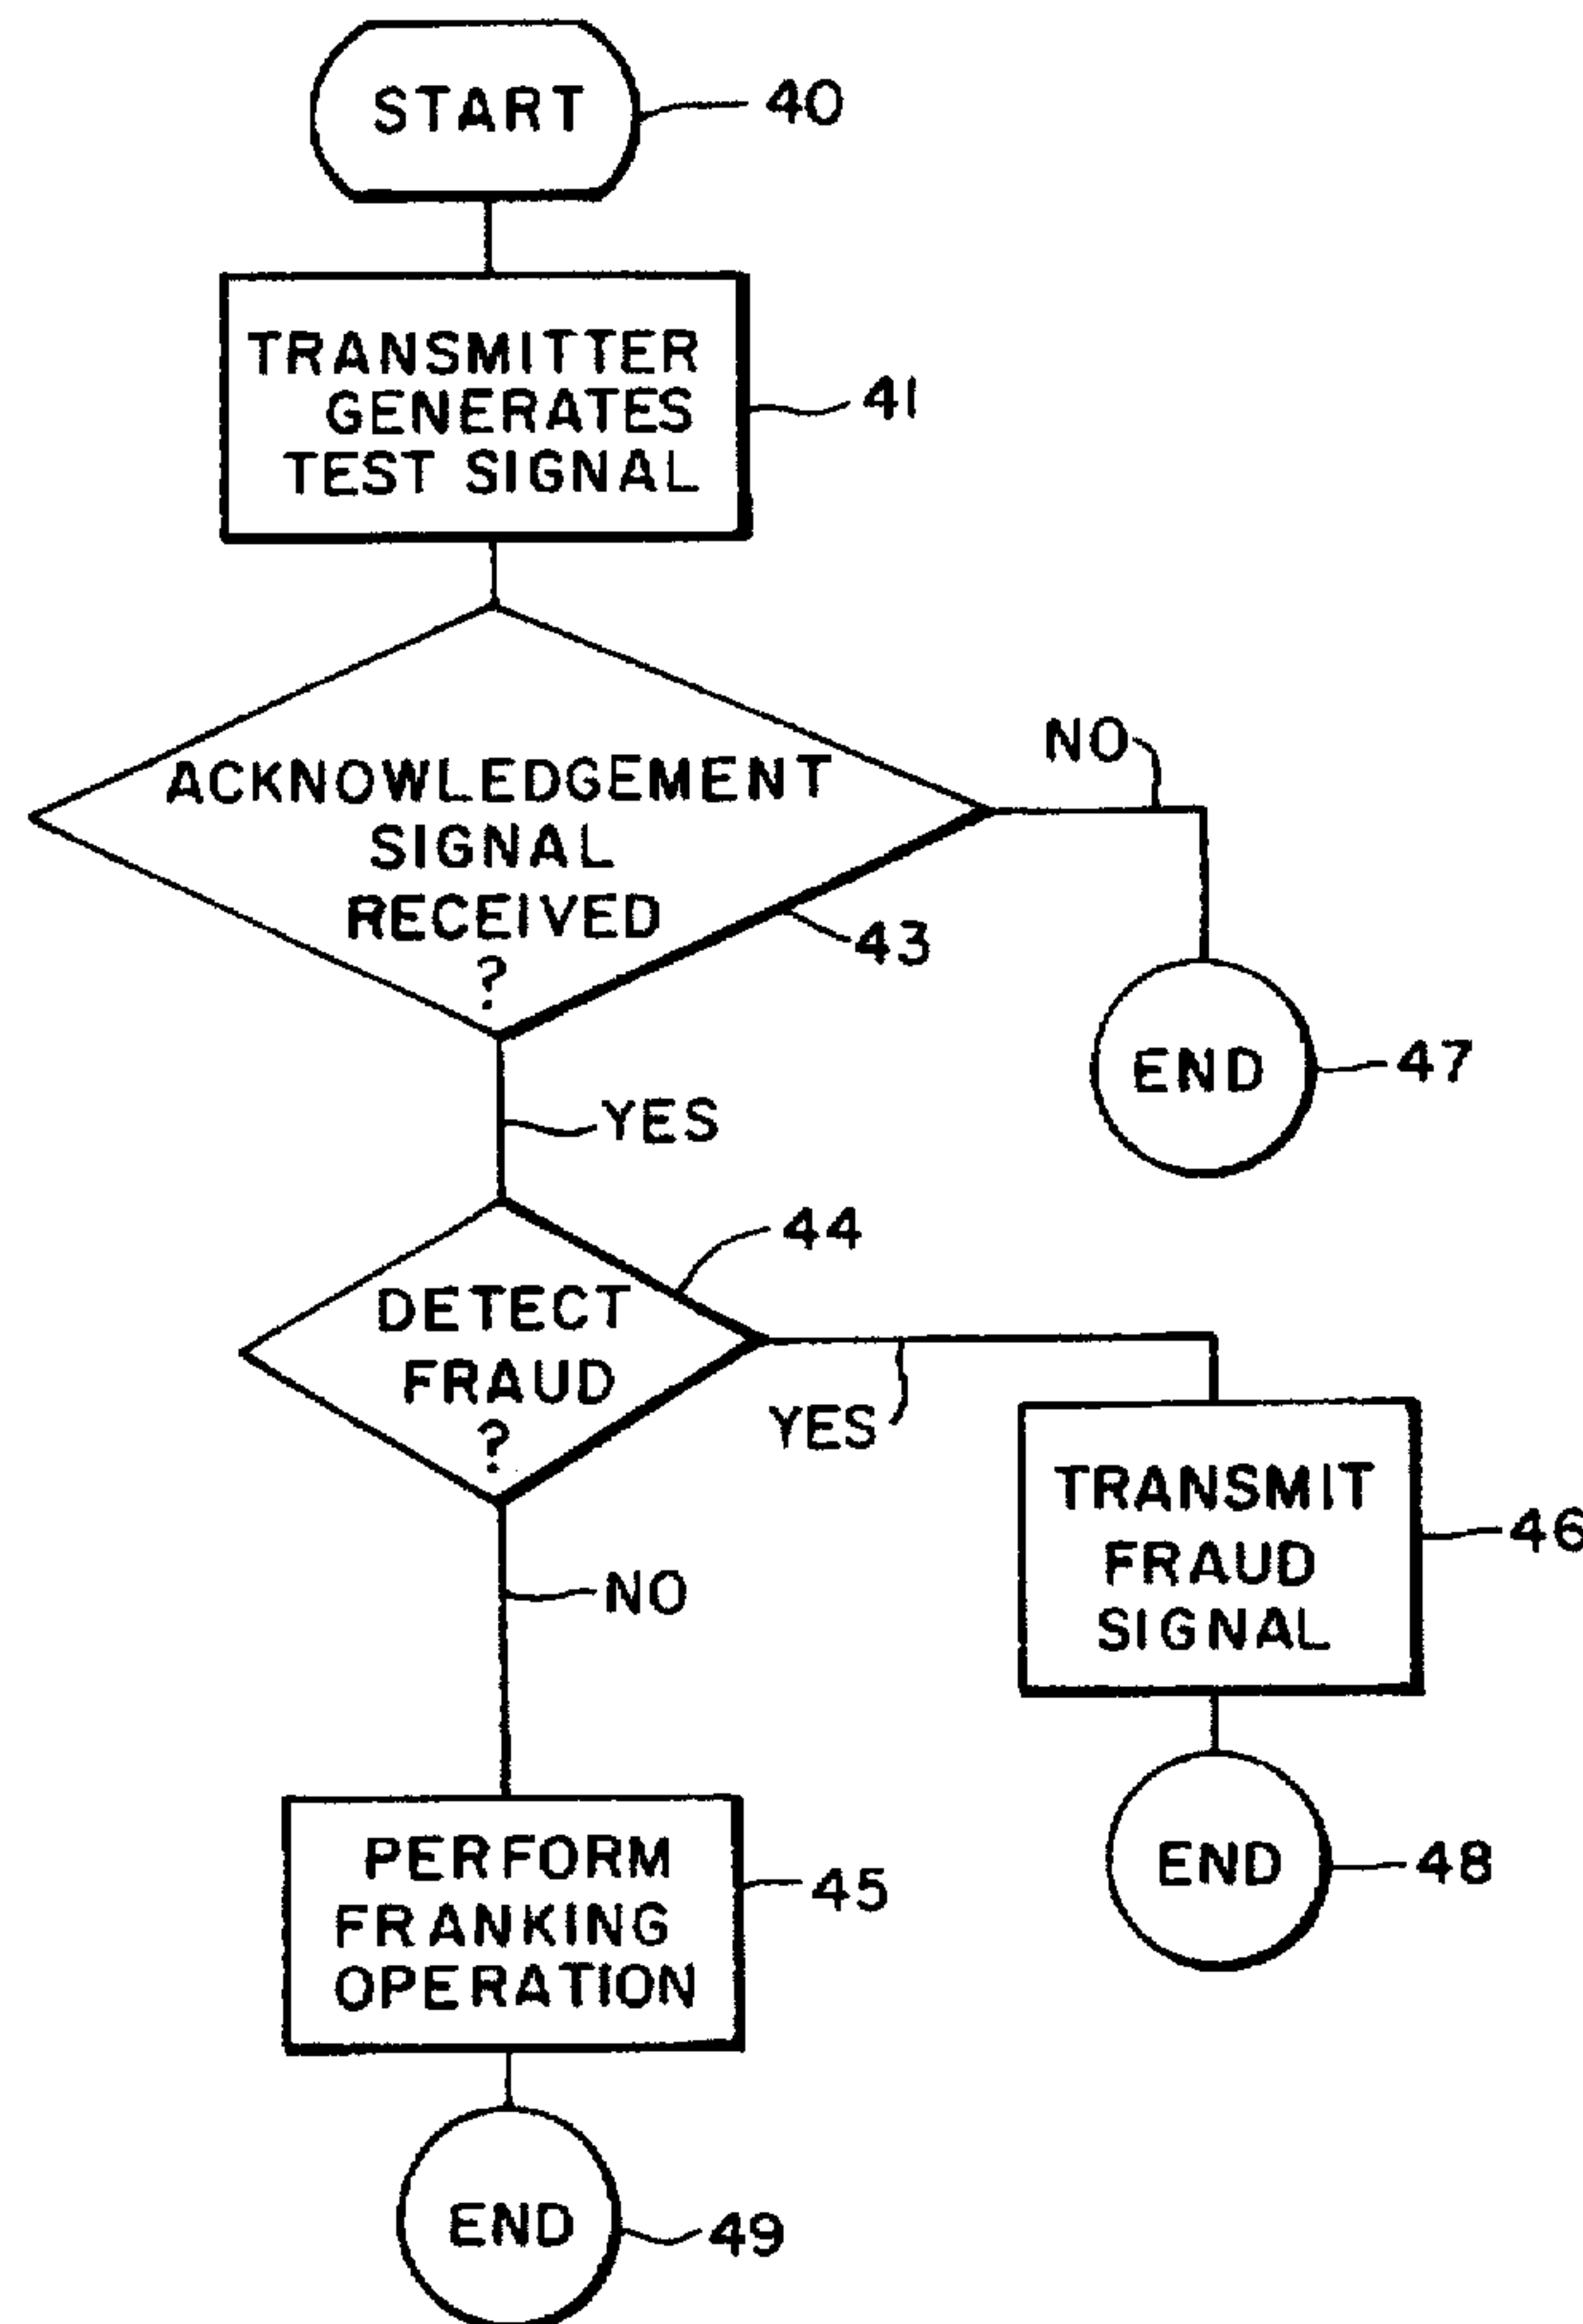 START
40
TRANSMITTER
GENERATES
TEST SIGNAL
41
NO
ACKNOWLEDGEMENT
SIGNAL
RECEIVED
?
43
END
47
YES
44
DETECT
FRAUD
?
YES
TRANSMIT
FRAUD
SIGNAL
46
NO
PERFORM
FRANKING
OPERATION
45
END
48
END
49